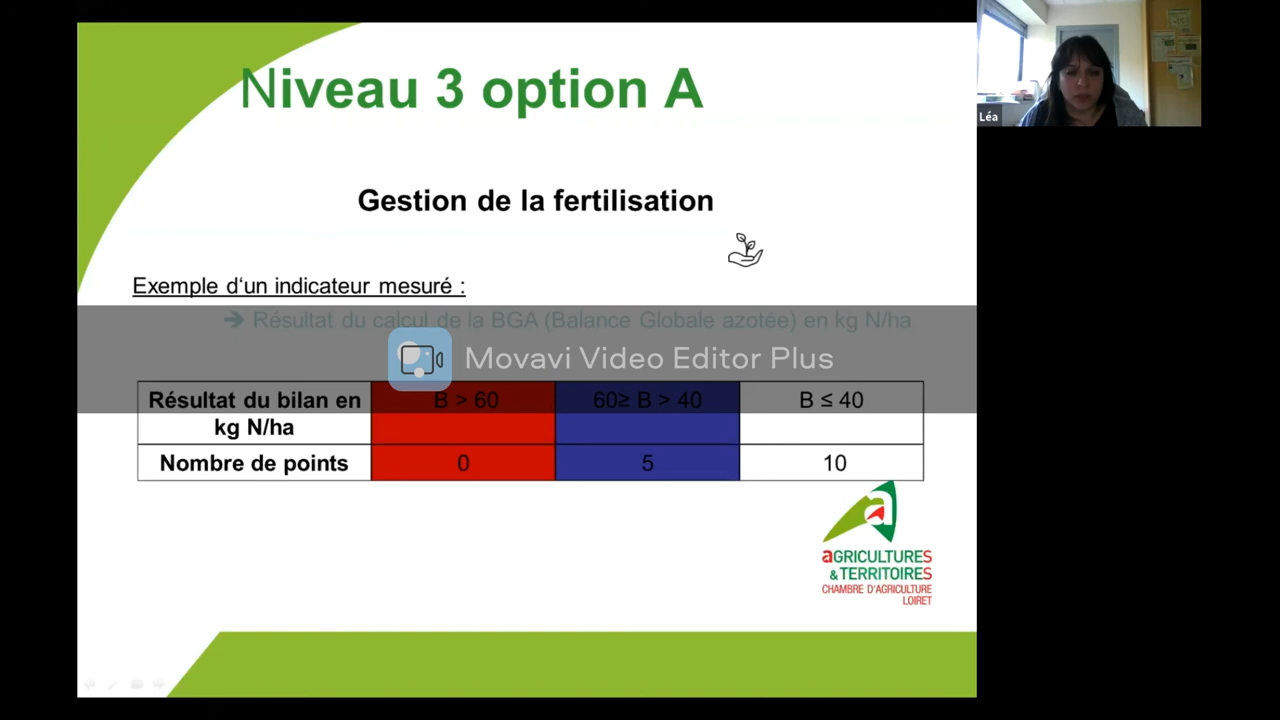 Niveau 3 option A
Léa
Gestion de la fertilisation
Exemple d'un indicateur mesuré :
➔ Résultat du calcul de la BGA (Balance Globale azotée) en kg N/ha
Movavi Video Editor Plus
Résultat du bilan en kg N/ha
B > 60
60≥ B > 40
B ≤ 40
Nombre de points
0
5
10
a
aGRICULTURES
& TERRITOIRES
CHAMBRE D'AGRICULTURE
LOIRET